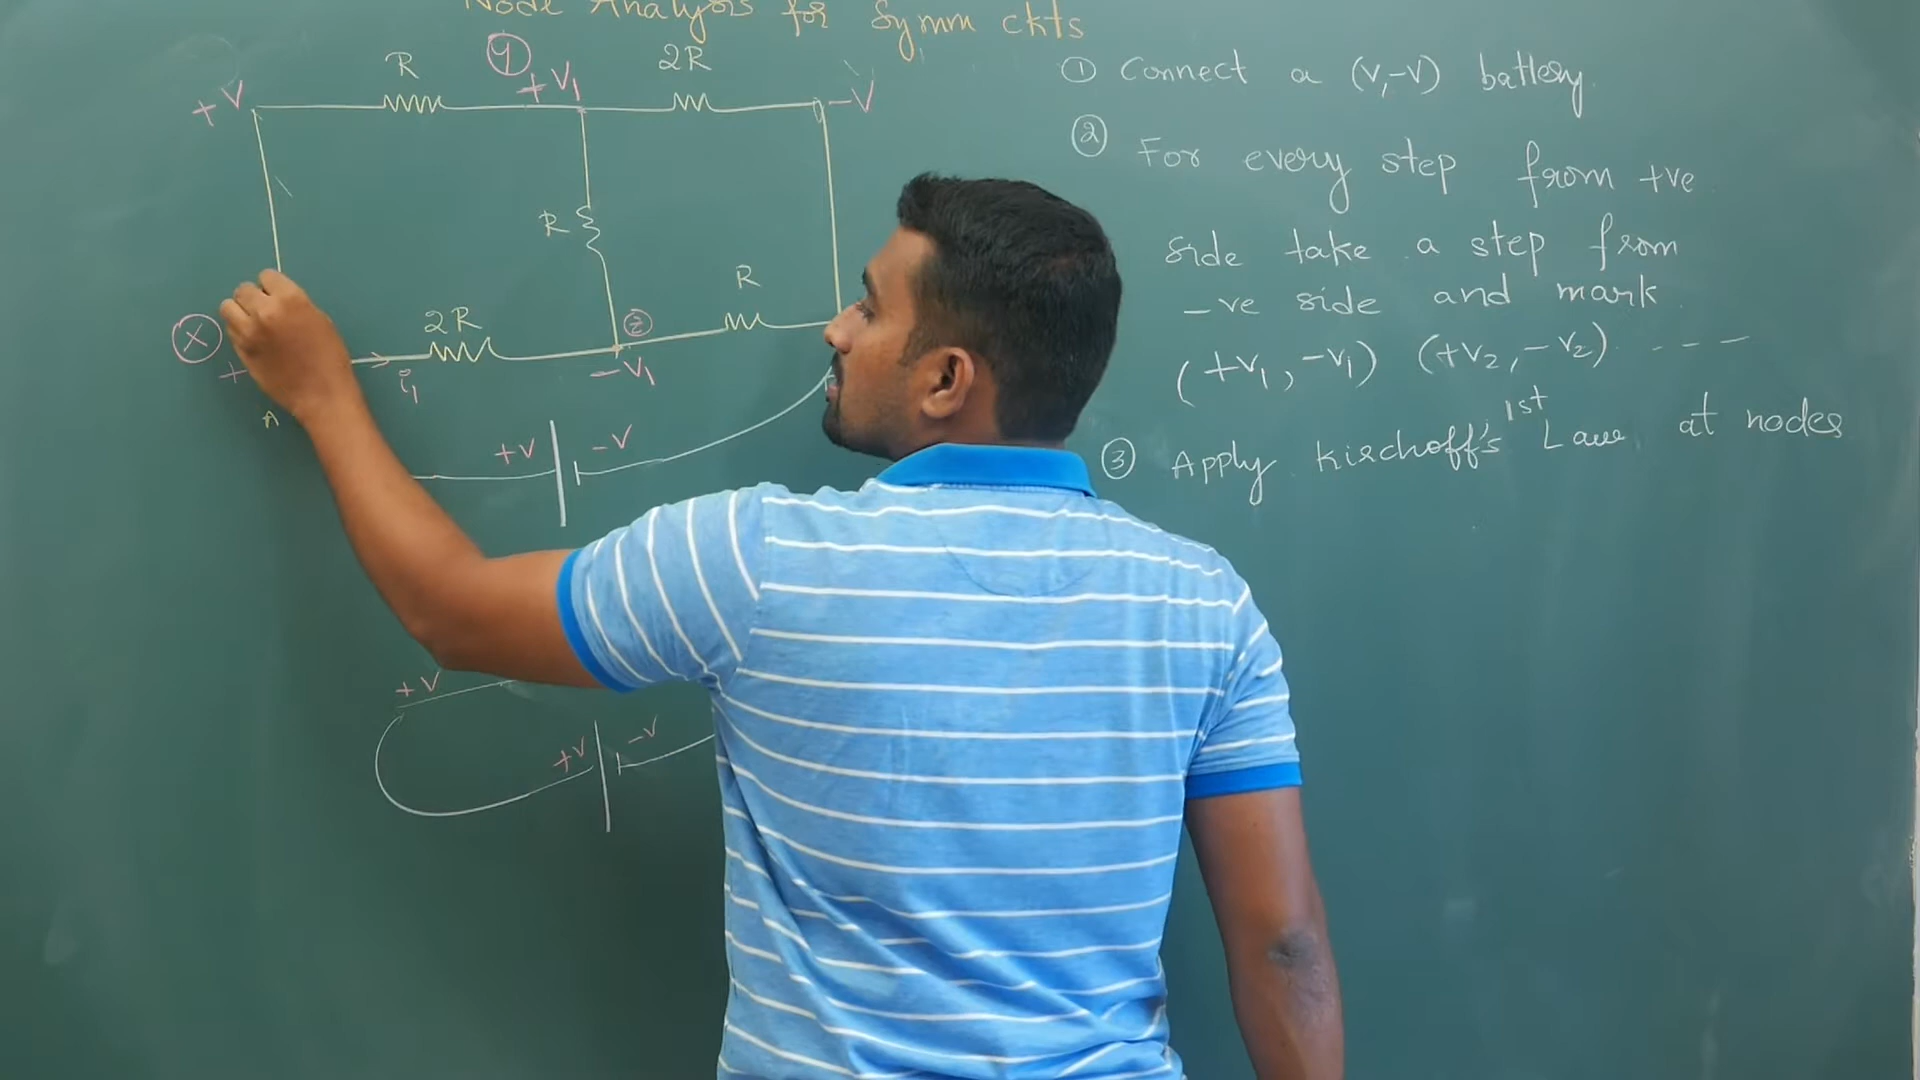 Node Analysis for Symm ckts
R
y
+V1
2R
+V
-V
R
R
2R
X
2
+
i1
-V1
A
+V
-V
+V
+V
-V
① Connect a (V,-V) battery
② For every step from +ve
side take a step from
-ve side and mark
(+V1, -V1) (+V2, -V2) - - -
③ Apply Kirchoff's 1st Law at nodes